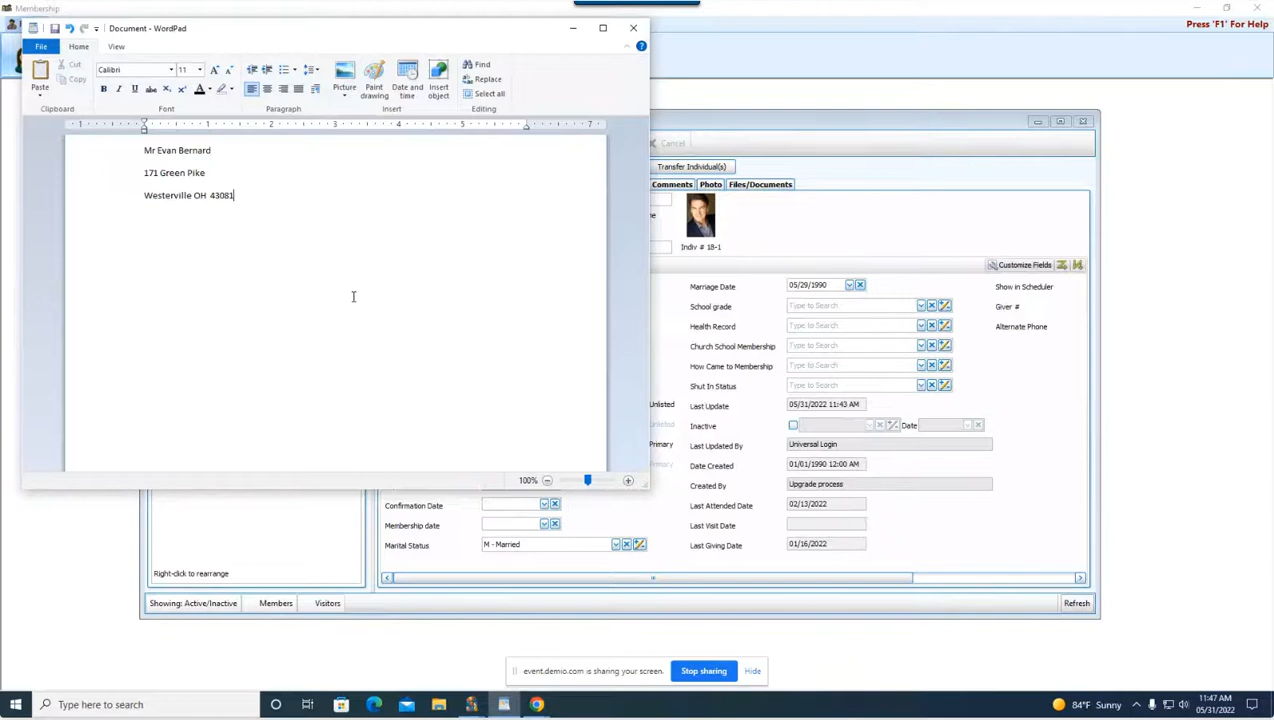 Membership
Press 'F1' For Help
Document - WordPad
File
Home
View
Paste
Cut
Copy
Clipboard
Calibri
11
Font
Paragraph
Picture
Paint drawing
Date and time
Insert object
Insert
Find
Replace
Select all
Editing
1 1 2 3 4 5 7
Mr Evan Bernard
171 Green Pike
Westerville OH 43081
100%
Cancel
Transfer Individual(s)
Comments
Photo
Files/Documents
Indiv # 18-1
Customize Fields
Marriage Date 05/29/1990
Show in Scheduler
School grade Type to Search
Giver #
Health Record Type to Search
Alternate Phone
Church School Membership Type to Search
How Came to Membership Type to Search
Shut In Status Type to Search
Unlisted
Last Update 05/31/2022 11:43 AM
Unlisted
Inactive
Date
Primary
Last Updated By Universal Login
Primary
Date Created 01/01/1990 12:00 AM
Created By Upgrade process
Confirmation Date
Last Attended Date 02/13/2022
Membership date
Last Visit Date
Marital Status M - Married
Last Giving Date 01/16/2022
Right-click to rearrange
Showing: Active/Inactive
Members
Visitors
Refresh
event.demio.com is sharing your screen.
Stop sharing
Hide
Type here to search
84°F Sunny
11:47 AM
05/31/2022